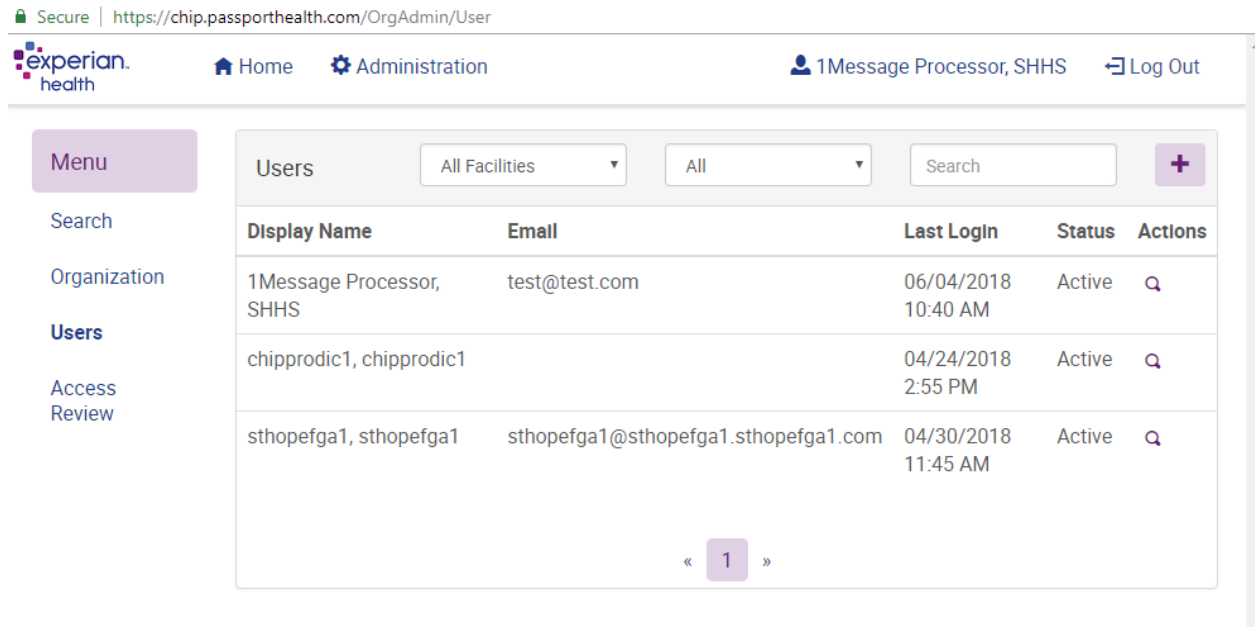 Secure | https://chip.passporthealth.com/OrgAdmin/User
experian.
health
Home
Administration
1Message Processor, SHHS
Log Out
Menu
Search
Organization
Users
Access
Review
Users
All Facilities
All
Search
+
Display Name Email Last Login Status Actions
1Message Processor, test@test.com 06/04/2018 Active
SHHS 10:40 AM
chipprodic1, chipprodic1 04/24/2018 Active
2:55 PM
sthopefga1, sthopefga1 sthopefga1@sthopefga1.sthopefga1.com 04/30/2018 Active
11:45 AM
« 1 »